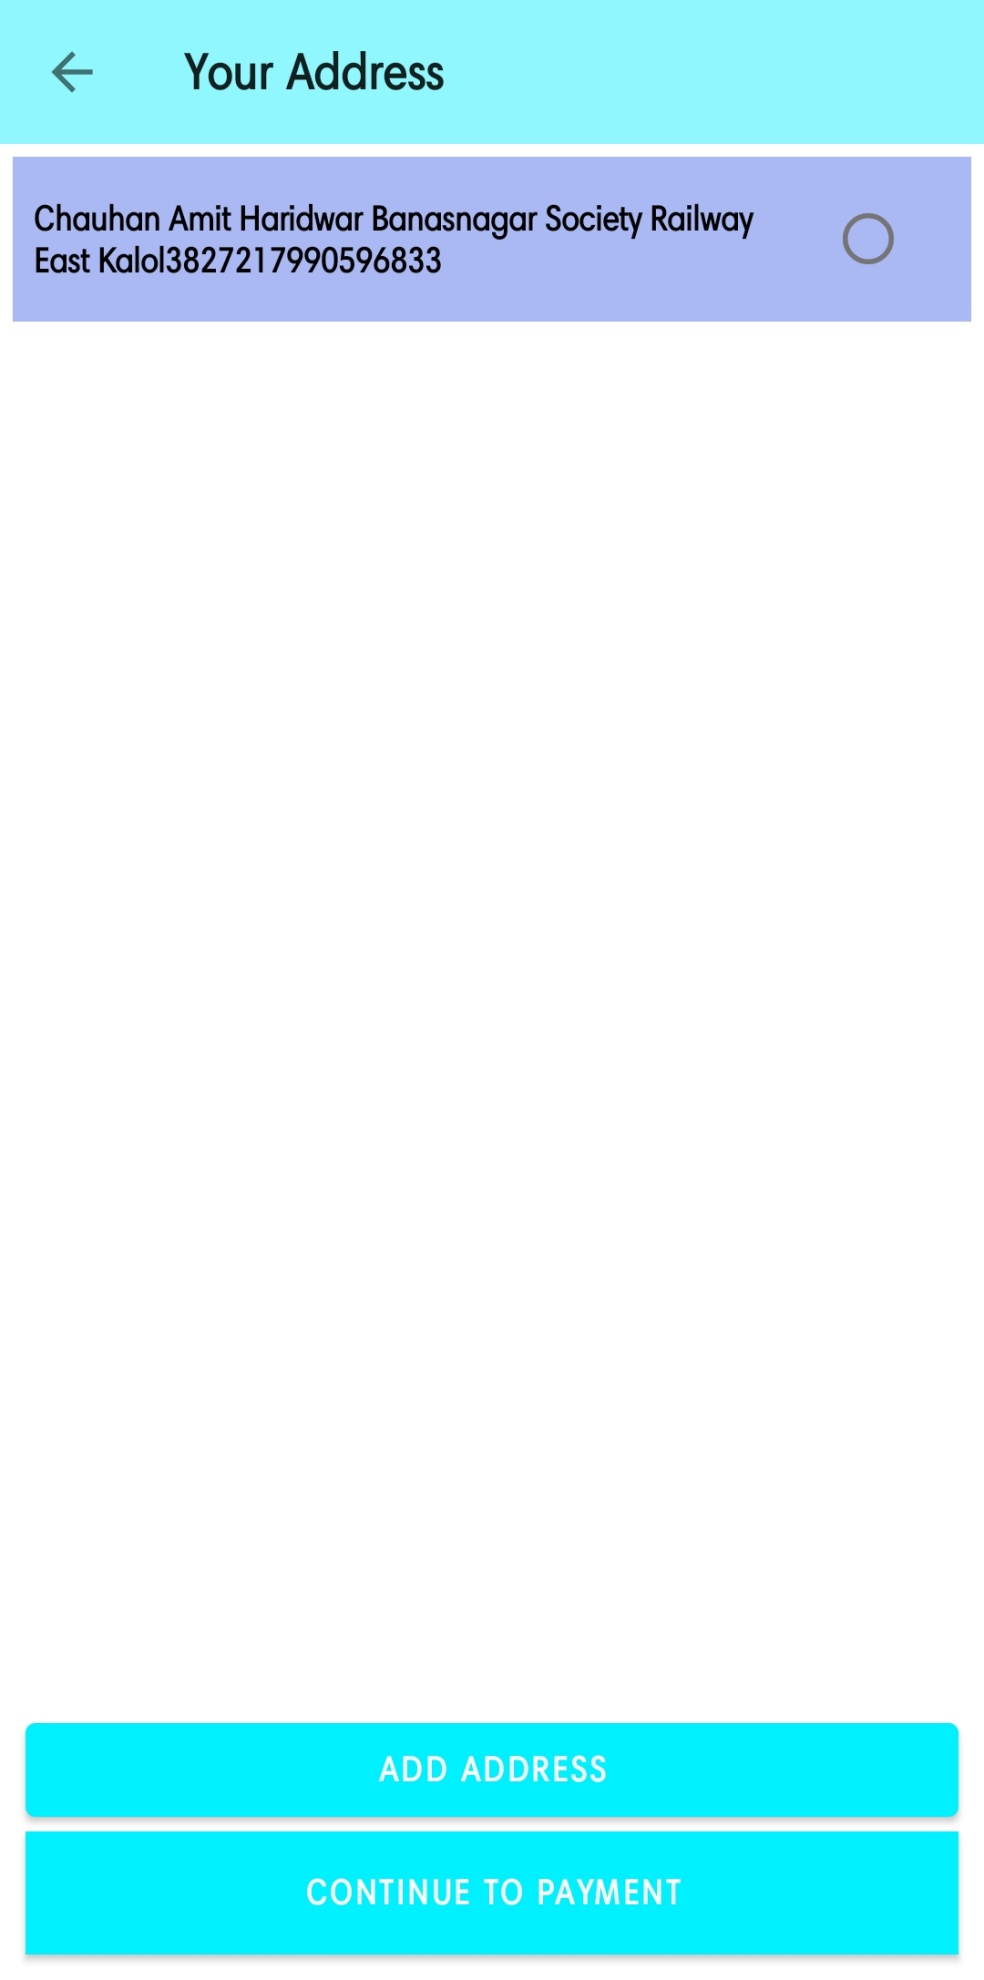 Your Address
Chauhan Amit Haridwar Banasnagar Society Railway
East Kalol3827217990596833
ADD ADDRESS
CONTINUE TO PAYMENT